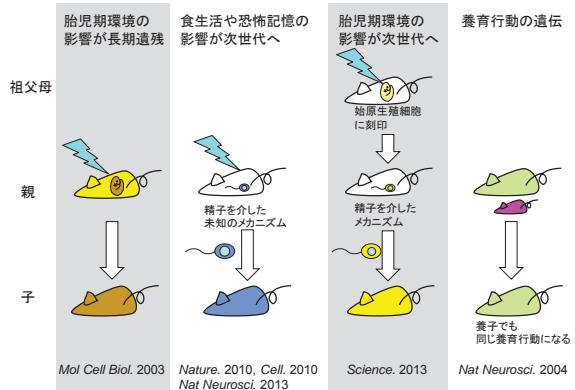 胎児期環境の
影響が長期遺残
食生活や恐怖記憶の
影響が次世代へ
胎児期環境の
影響が次世代へ
養育行動の遺伝
祖父母
始原生殖細胞
に刻印
親
精子を介した
未知のメカニズム
精子を介した
メカニズム
子
養子でも
同じ養育行動になる
Mol Cell Biol. 2003
Nature. 2010, Cell. 2010
Nat Neurosci. 2013
Science. 2013
Nat Neurosci. 2004